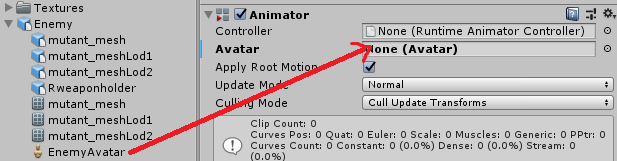 Textures
Enemy
mutant_mesh
mutant_meshLod1
mutant_meshLod2
Rweaponholder
mutant_mesh
mutant_meshLod1
mutant_meshLod2
EnemyAvatar
Animator
Controller
None (Runtime Animator Controller)
Avatar
None (Avatar)
Apply Root Motion
Update Mode
Normal
Culling Mode
Cull Update Transforms
Clip Count: 0
Curves Pos: 0 Quat: 0 Euler: 0 Scale: 0 Muscles: 0 Generic: 0 PPtr: 0
Curves Count: 0 Constant: 0 (0.0%) Dense: 0 (0.0%) Stream: 0
(0.0%)